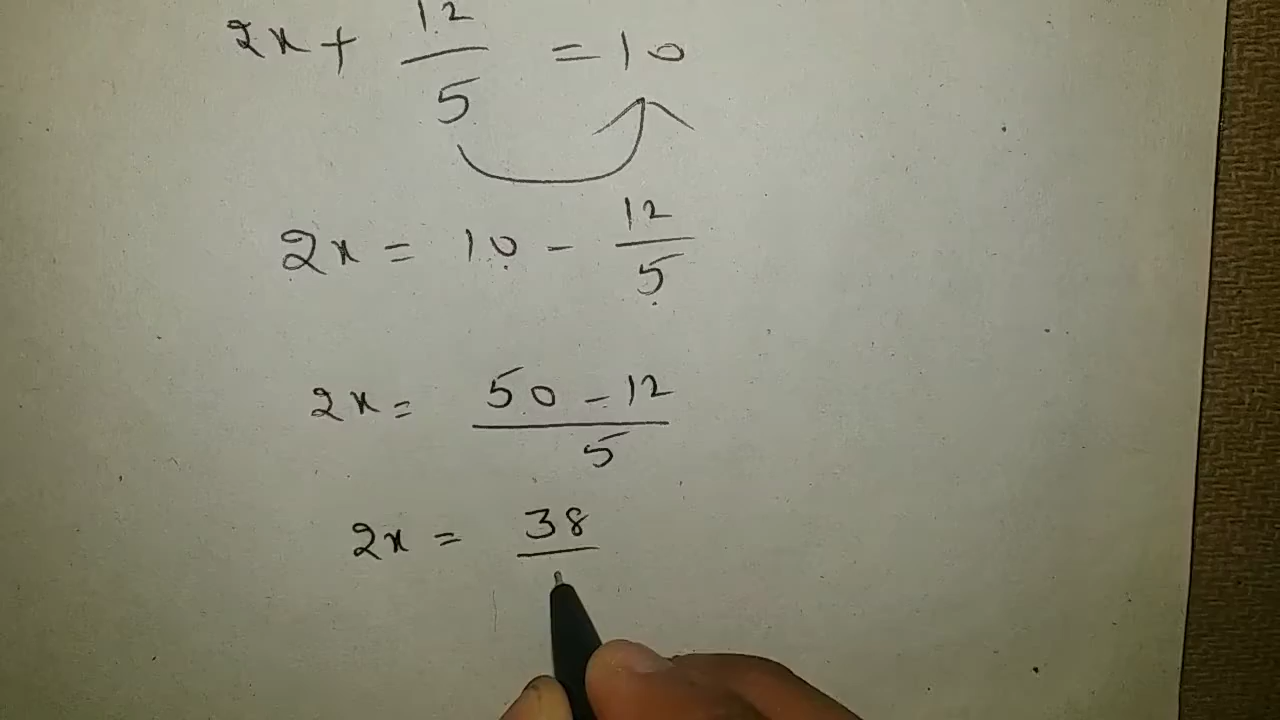 2x + 12/5 = 10
2x = 10 - 12/5
2x = 50 - 12/5
2x = 38/